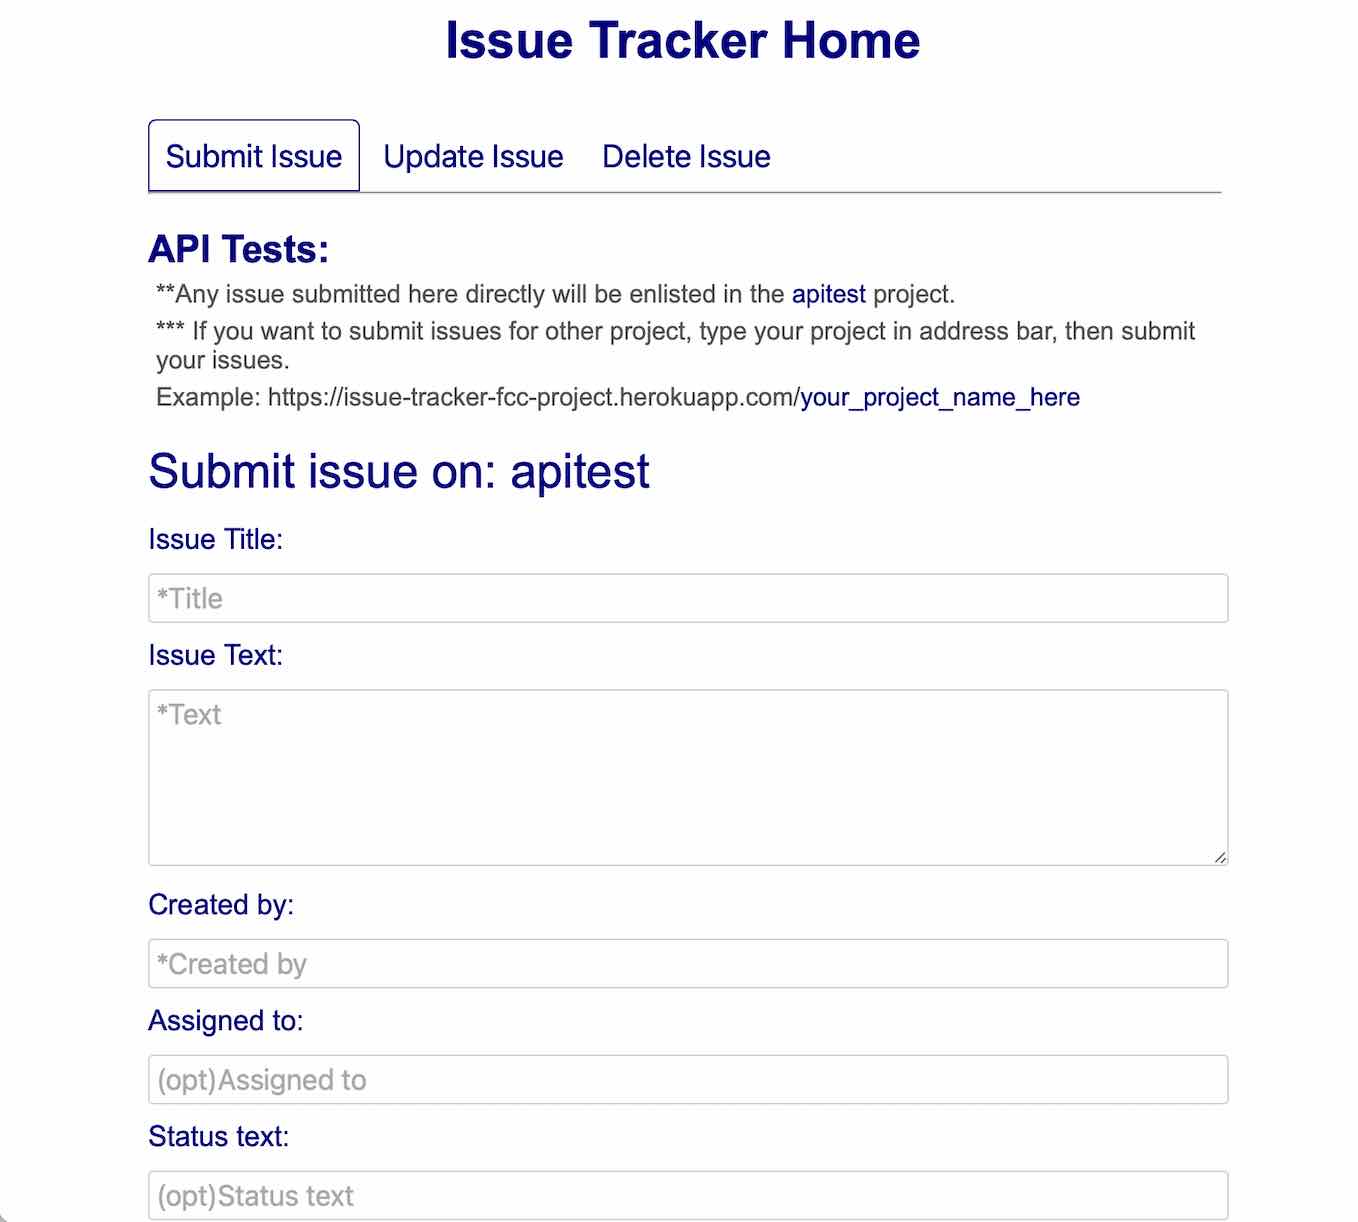 Issue Tracker Home
Submit Issue Update Issue Delete Issue
API Tests:
**Any issue submitted here directly will be enlisted in the apitest project.
*** If you want to submit issues for other project, type your project in address bar, then submit
your issues.
Example: https://issue-tracker-fcc-project.herokuapp.com/your_project_name_here
Submit issue on: apitest
Issue Title:
*Title
Issue Text:
*Text
Created by:
*Created by
Assigned to:
(opt)Assigned to
Status text:
(opt)Status text